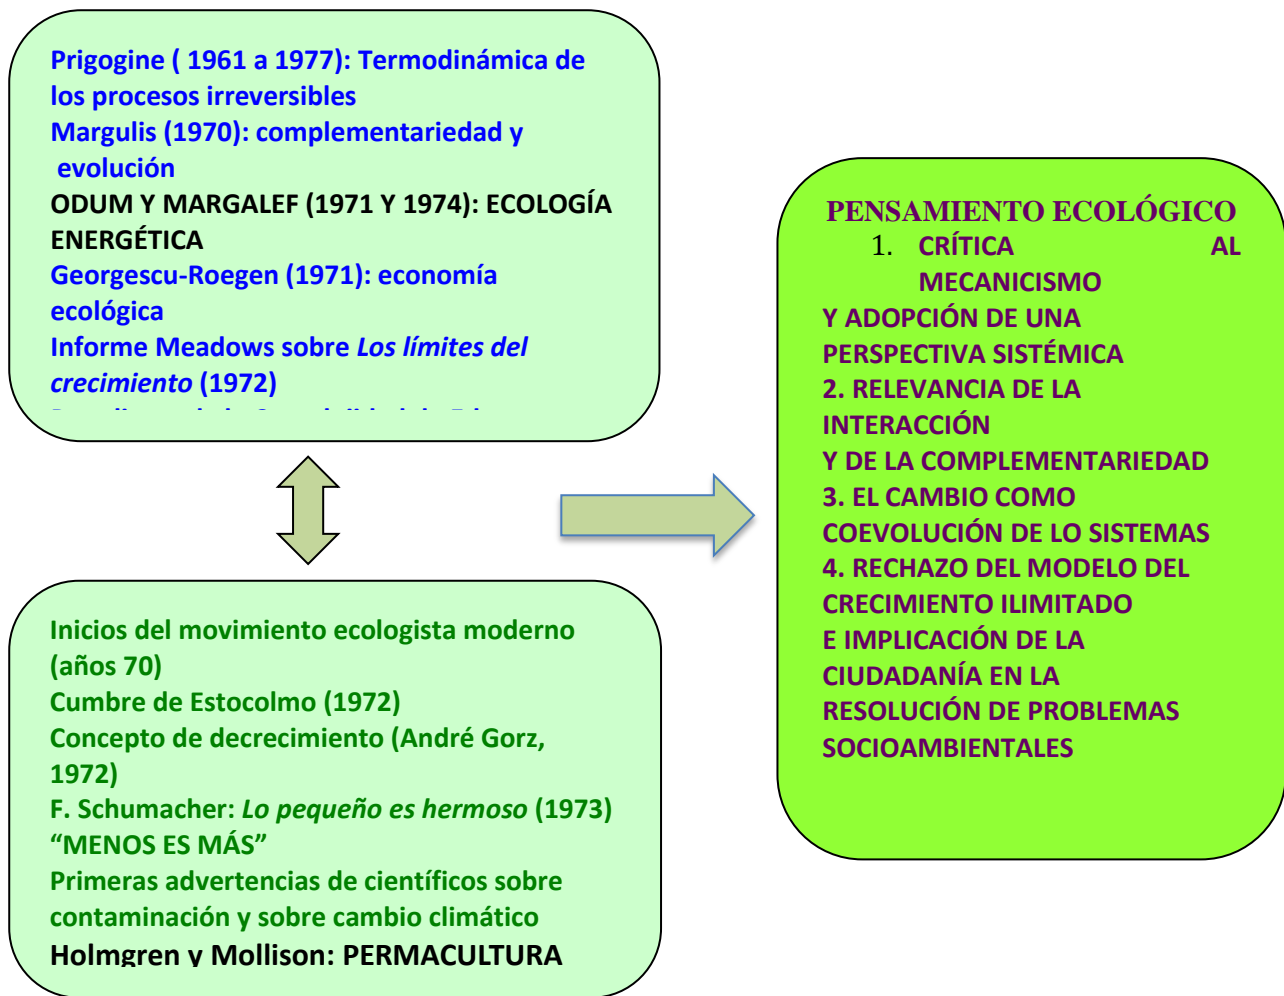 Prigogine ( 1961 a 1977): Termodinámica de
los procesos irreversibles
Margulis (1970): complementariedad y
evolución
ODUM Y MARGALEF (1971 Y 1974): ECOLOGÍA
ENERGÉTICA
Georgescu-Roegen (1971): economía
ecológica
Informe Meadows sobre Los límites del
crecimiento (1972)
Inicios del movimiento ecologista moderno
(años 70)
Cumbre de Estocolmo (1972)
Concepto de decrecimiento (André Gorz,
1972)
F. Schumacher: Lo pequeño es hermoso (1973)
“MENOS ES MÁS”
Primeras advertencias de científicos sobre
contaminación y sobre cambio climático
Holmgren y Mollison: PERMACULTURA
PENSAMIENTO ECOLÓGICO
1. CRÍTICA AL
MECANICISMO
Y ADOPCIÓN DE UNA
PERSPECTIVA SISTÉMICA
2. RELEVANCIA DE LA
INTERACCIÓN
Y DE LA COMPLEMENTARIEDAD
3. EL CAMBIO COMO
COEVOLUCIÓN DE LO SISTEMAS
4. RECHAZO DEL MODELO DEL
CRECIMIENTO ILIMITADO
E IMPLICACIÓN DE LA
CIUDADANÍA EN LA
RESOLUCIÓN DE PROBLEMAS
SOCIOAMBIENTALES